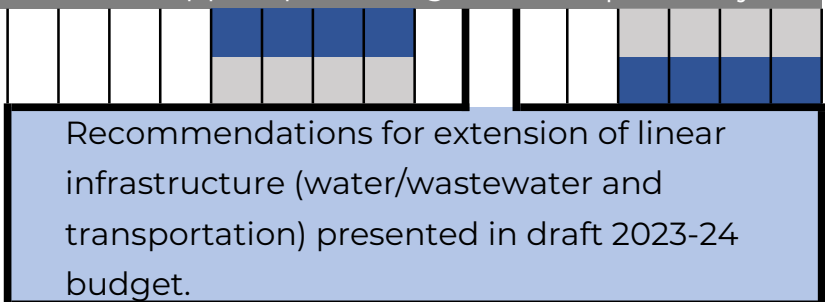 Recommendations for extension of linear
infrastructure (water/wastewater and
transportation) presented in draft 2023-24
budget.